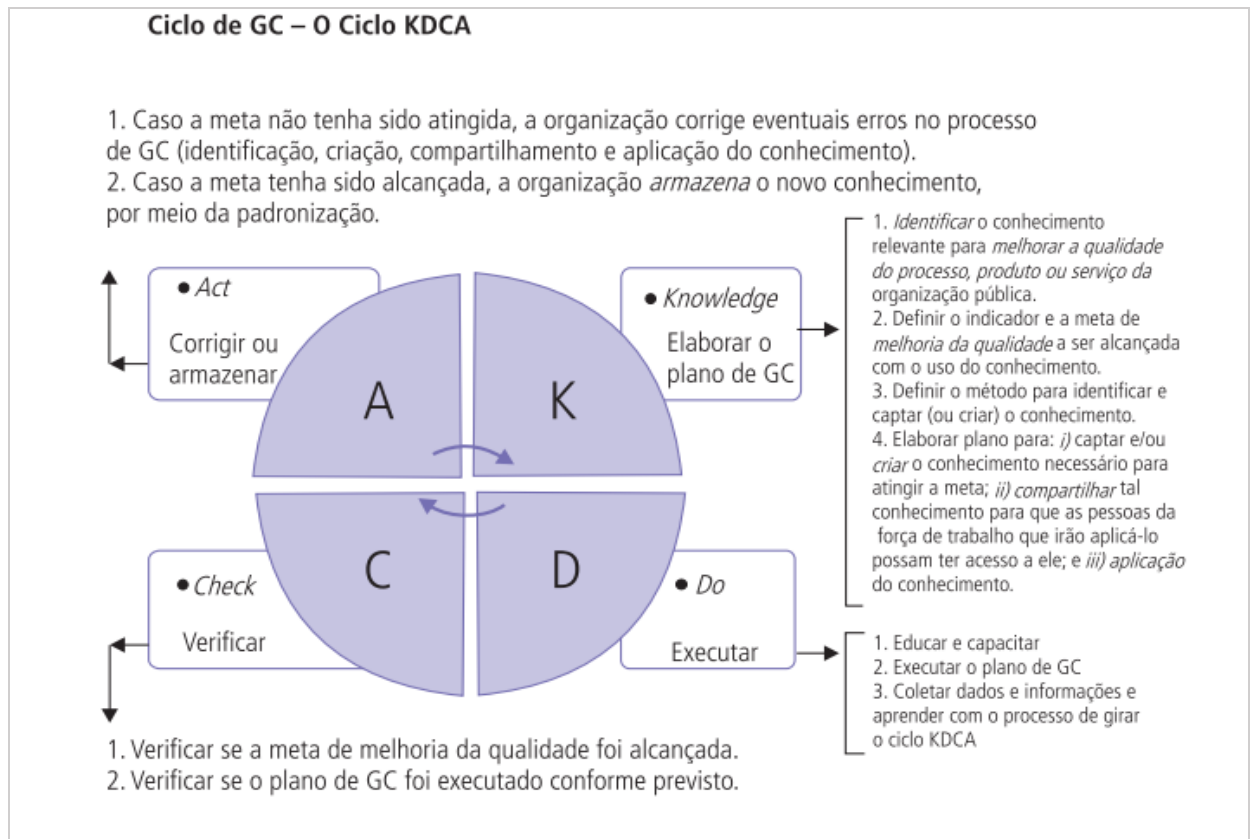 Ciclo de GC – O Ciclo KDCA
1. Caso a meta não tenha sido atingida, a organização corrige eventuais erros no processo
de GC (identificação, criação, compartilhamento e aplicação do conhecimento).
2. Caso a meta tenha sido alcançada, a organização armazena o novo conhecimento,
por meio da padronização.
● Act
Corrigir ou
armazenar
A
K
● Knowledge
Elaborar o
plano de GC
1. Identificar o conhecimento
relevante para melhorar a qualidade
do processo, produto ou serviço da
organização pública.
2. Definir o indicador e a meta de
melhoria da qualidade a ser alcançada
com o uso do conhecimento.
3. Definir o método para identificar e
captar (ou criar) o conhecimento.
4. Elaborar plano para: i) captar e/ou
criar o conhecimento necessário para
atingir a meta; ii) compartilhar tal
conhecimento para que as pessoas da
força de trabalho que irão aplicá-lo
possam ter acesso a ele; e iii) aplicação
do conhecimento.
● Check
Verificar
C
D
● Do
Executar
1. Educar e capacitar
2. Executar o plano de GC
3. Coletar dados e informações e
aprender com o processo de girar
o ciclo KDCA
1. Verificar se a meta de melhoria da qualidade foi alcançada.
2. Verificar se o plano de GC foi executado conforme previsto.